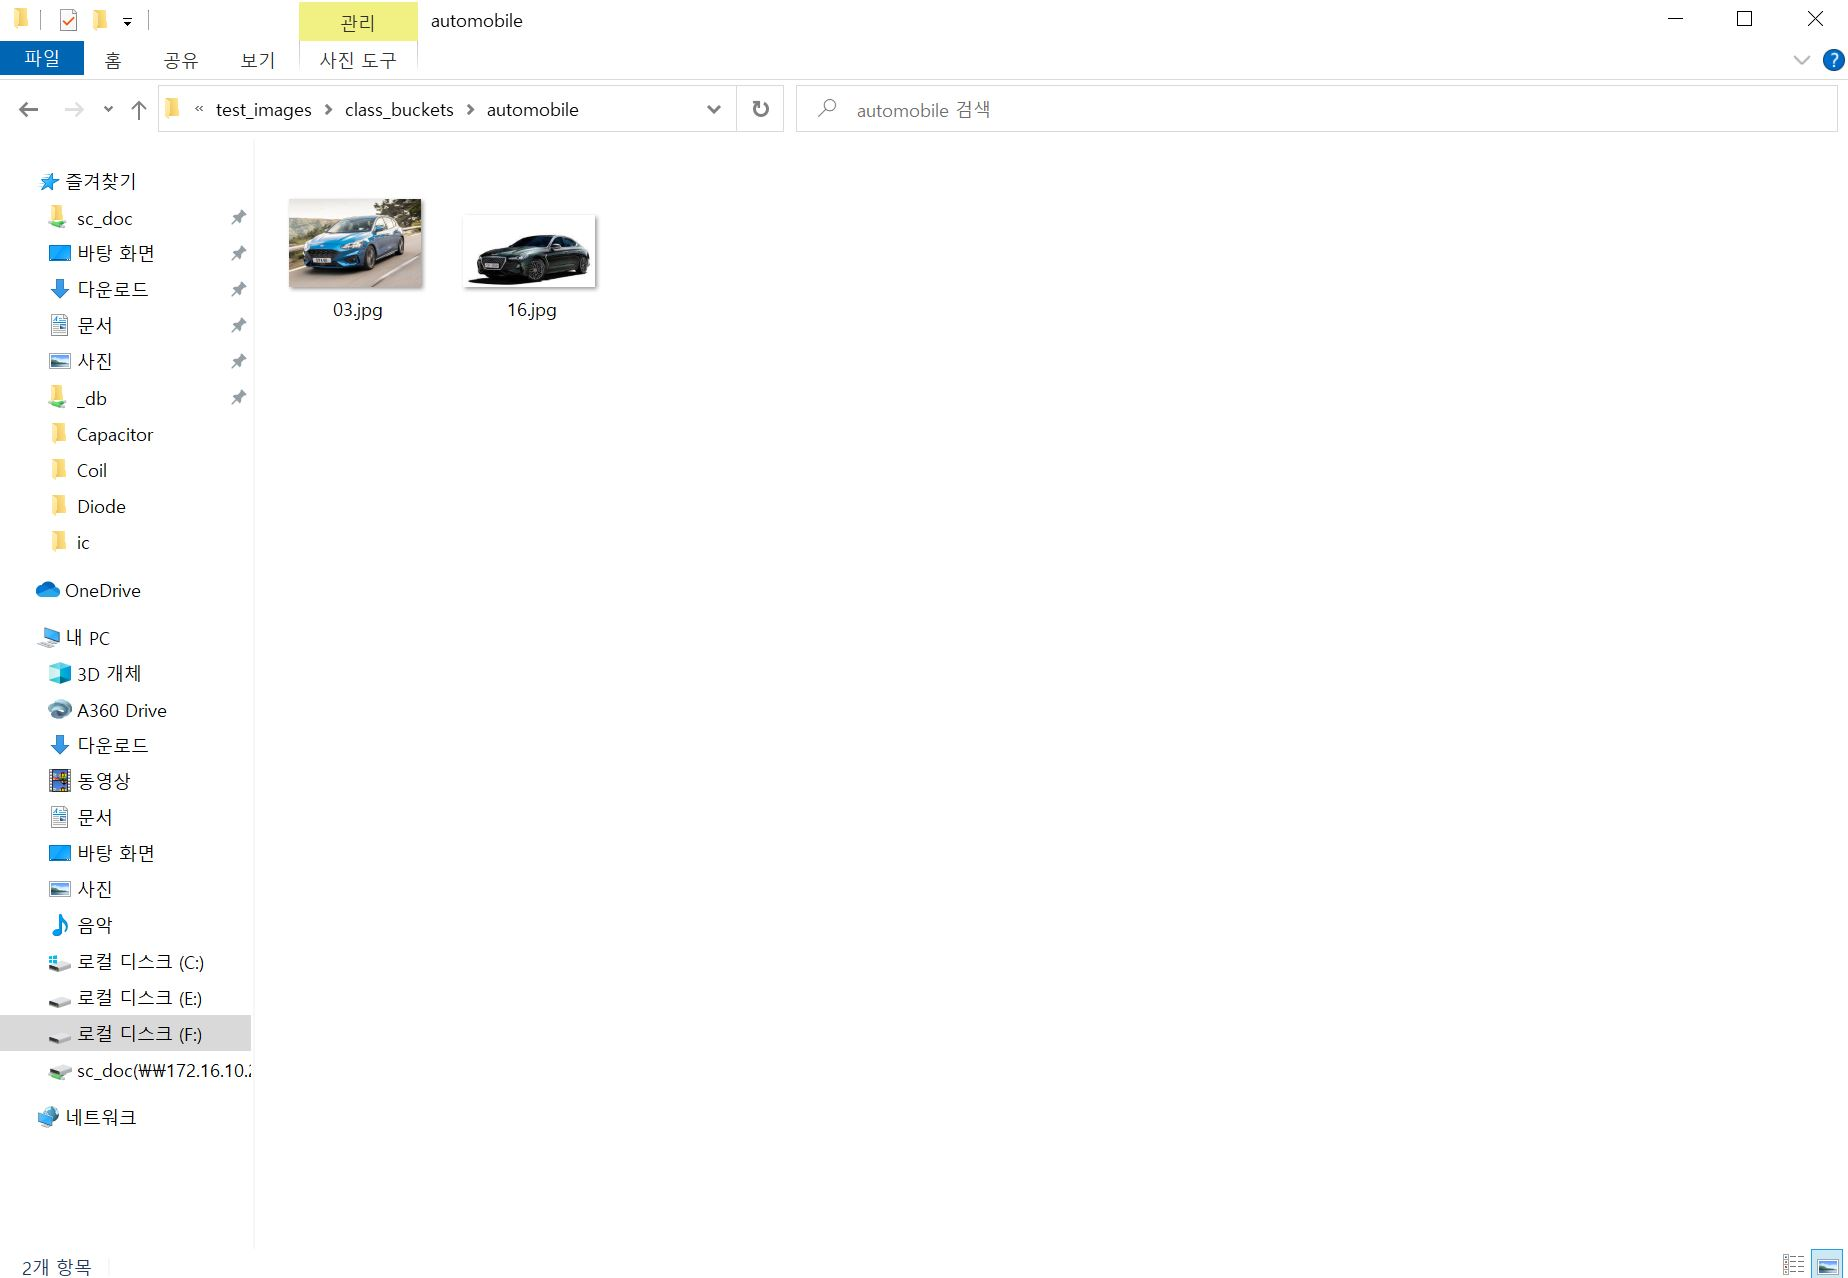 관리
automobile
파일
홈
공유
보기
사진 도구
?
« test_images > class_buckets > automobile
automobile 검색
즐겨찾기
sc_doc
바탕 화면
다운로드
문서
사진
_db
Capacitor
Coil
Diode
ic
OneDrive
내 PC
3D 개체
A360 Drive
다운로드
동영상
문서
바탕 화면
사진
음악
로컬 디스크 (C:)
로컬 디스크 (E:)
로컬 디스크 (F:)
sc_doc(₩₩172.16.10.
네트워크
03.jpg
16.jpg
2개 항목